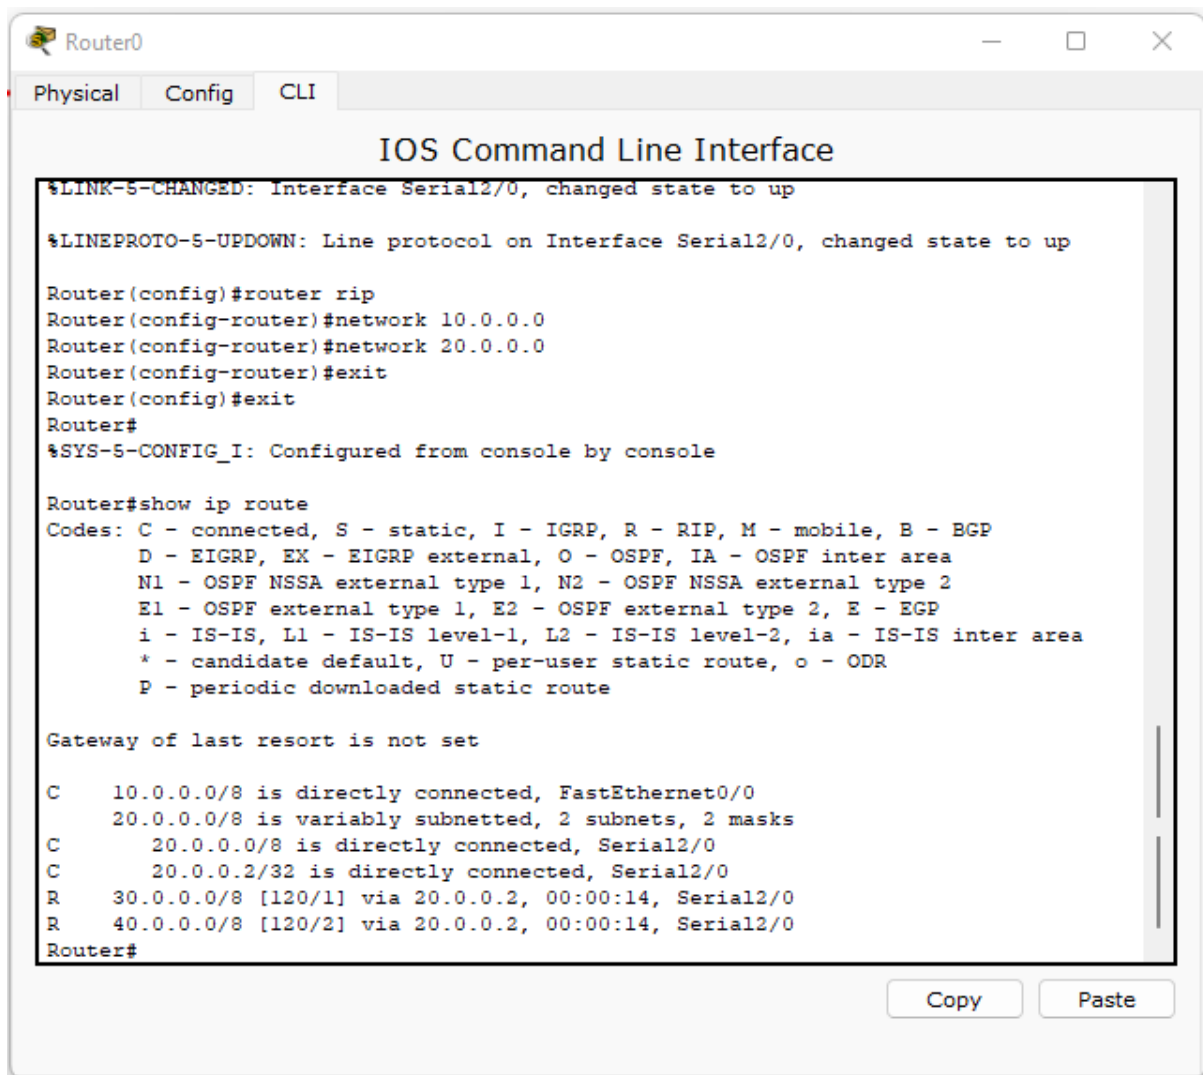 Router0
Physical Config CLI
IOS Command Line Interface
%LINK-5-CHANGED: Interface Serial2/0, changed state to up
%LINEPROTO-5-UPDOWN: Line protocol on Interface Serial2/0, changed state to up
Router(config)#router rip
Router(config-router)#network 10.0.0.0
Router(config-router)#network 20.0.0.0
Router(config-router)#exit
Router(config)#exit
Router#
%SYS-5-CONFIG_I: Configured from console by console
Router#show ip route
Codes: C - connected, S - static, I - IGRP, R - RIP, M - mobile, B - BGP
D - EIGRP, EX - EIGRP external, O - OSPF, IA - OSPF inter area
N1 - OSPF NSSA external type 1, N2 - OSPF NSSA external type 2
E1 - OSPF external type 1, E2 - OSPF external type 2, E - EGP
i - IS-IS, L1 - IS-IS level-1, L2 - IS-IS level-2, ia - IS-IS inter area
* - candidate default, U - per-user static route, o - ODR
P - periodic downloaded static route
Gateway of last resort is not set
C 10.0.0.0/8 is directly connected, FastEthernet0/0
20.0.0.0/8 is variably subnetted, 2 subnets, 2 masks
C 20.0.0.0/8 is directly connected, Serial2/0
C 20.0.0.2/32 is directly connected, Serial2/0
R 30.0.0.0/8 [120/1] via 20.0.0.2, 00:00:14, Serial2/0
R 40.0.0.0/8 [120/2] via 20.0.0.2, 00:00:14, Serial2/0
Router#
Copy Paste